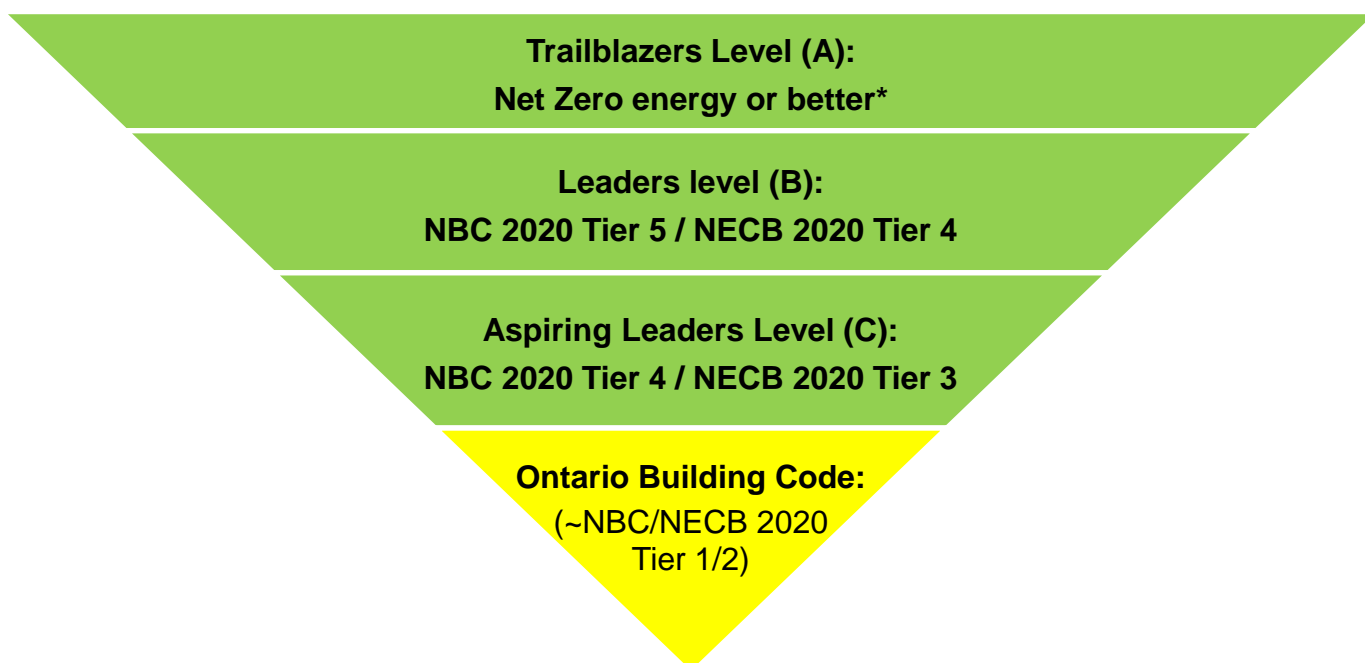 Trailblazers Level (A):
Net Zero energy or better*
Leaders level (B):
NBC 2020 Tier 5 / NECB 2020 Tier 4
Aspiring Leaders Level (C):
NBC 2020 Tier 4 / NECB 2020 Tier 3
Ontario Building Code:
(~NBC/NECB 2020
Tier 1/2)